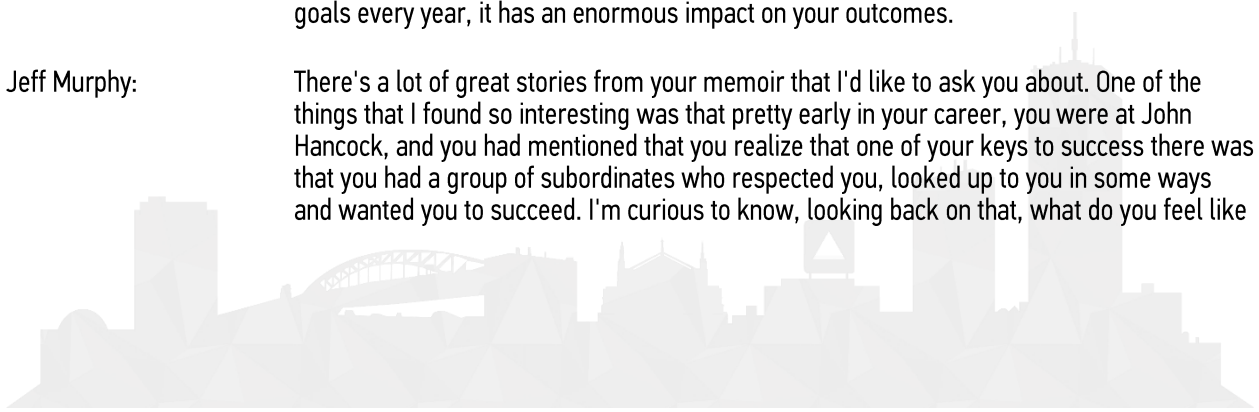 goals every year, it has an enormous impact on your outcomes.
Jeff Murphy: There's a lot of great stories from your memoir that I'd like to ask you about. One of the
things that I found so interesting was that pretty early in your career, you were at John
Hancock, and you had mentioned that you realize that one of your keys to success there was
that you had a group of subordinates who respected you, looked up to you in some ways
and wanted you to succeed. I'm curious to know, looking back on that, what do you feel like